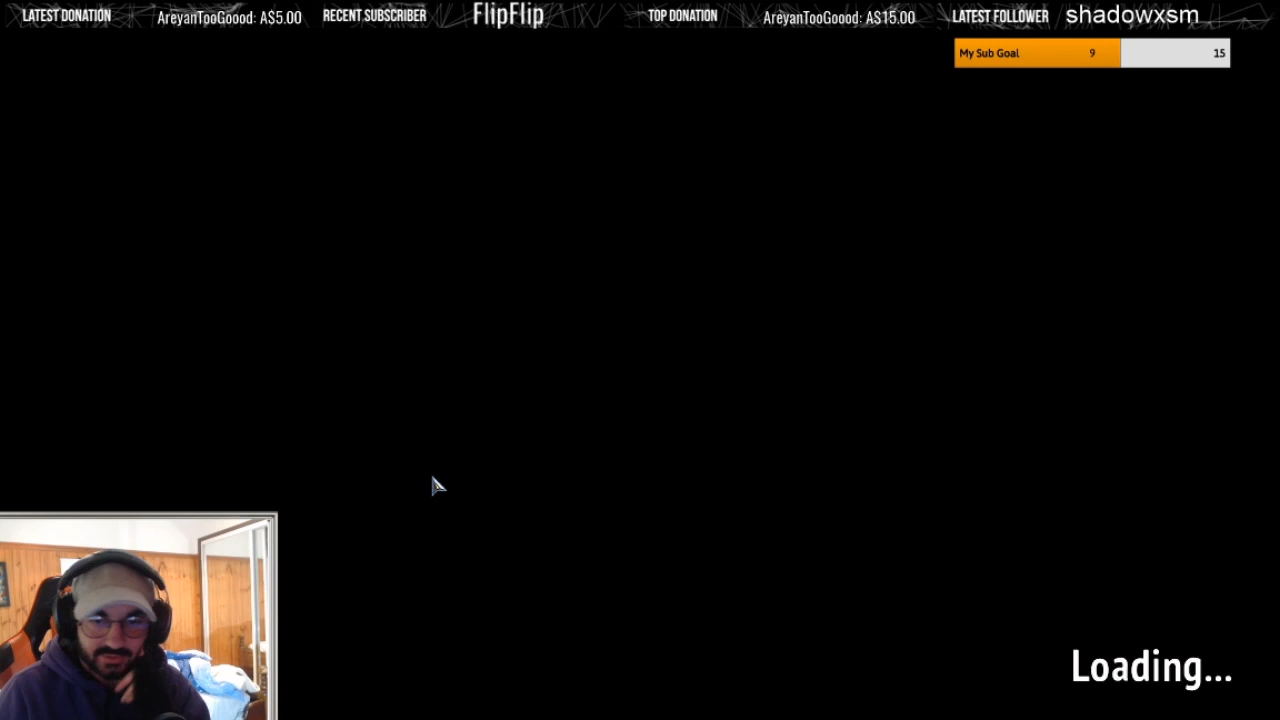 LATEST DONATION AreyanTooGoood: A$5.00 RECENT SUBSCRIBER FlipFlip TOP DONATION AreyanTooGoood: A$15.00 LATEST FOLLOWER shadowxsm
My Sub Goal 9 15
Loading...